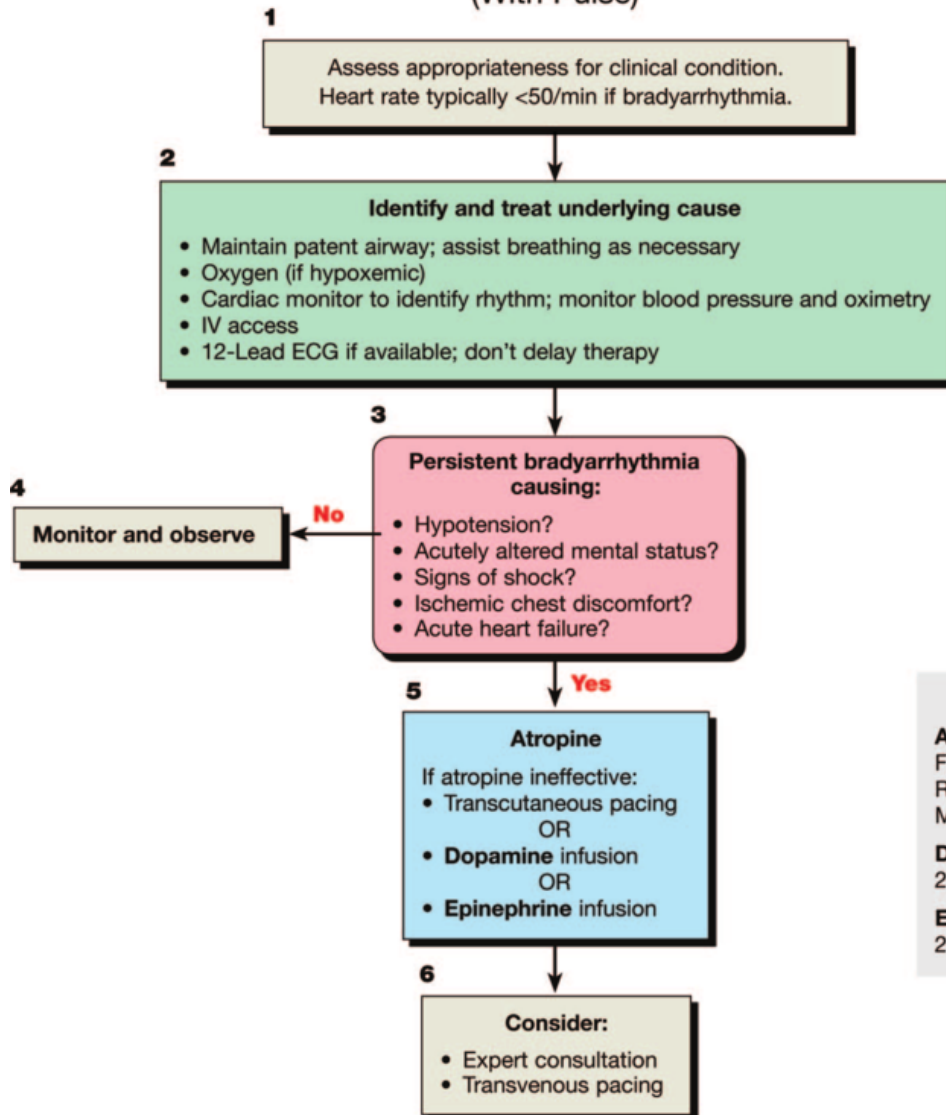 (With Pulse)
1
Assess appropriateness for clinical condition.
Heart rate typically <50/min if bradyarrhythmia.
2
Identify and treat underlying cause
• Maintain patent airway; assist breathing as necessary
• Oxygen (if hypoxemic)
• Cardiac monitor to identify rhythm; monitor blood pressure and oximetry
• IV access
• 12-Lead ECG if available; don't delay therapy
3
Persistent bradyarrhythmia
causing:
• Hypotension?
• Acutely altered mental status?
• Signs of shock?
• Ischemic chest discomfort?
• Acute heart failure?
4
Monitor and observe
No
Yes
5
Atropine
If atropine ineffective:
• Transcutaneous pacing
OR
• Dopamine infusion
OR
• Epinephrine infusion
6
Consider:
• Expert consultation
• Transvenous pacing
A
F
R
M
D
2
E
2